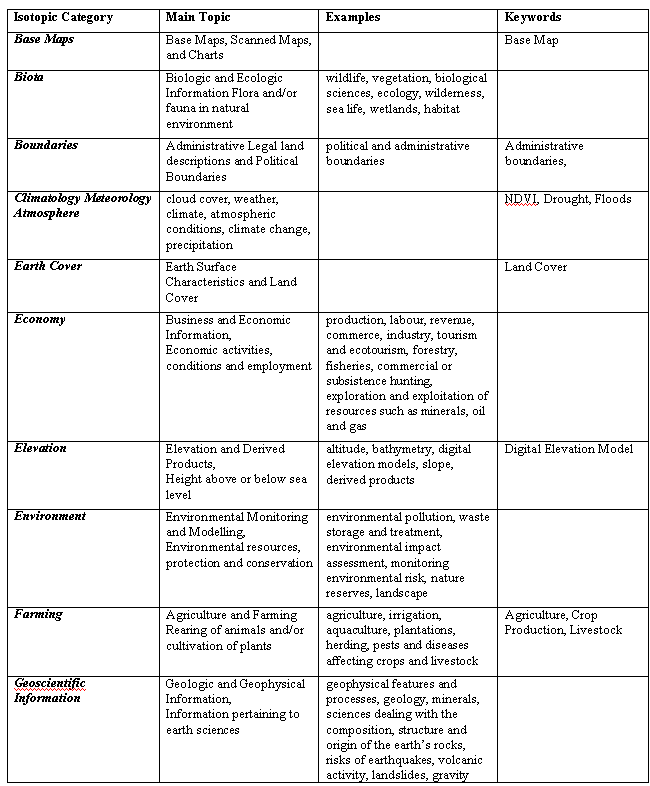 Isotopic Category Main Topic Examples Keywords
Base Maps
Base Maps, Scanned Maps,
and Charts
Base Map
Biota
Biologic and Ecologic
Information Flora and/or
fauna in natural
environment
wildlife, vegetation, biological
sciences, ecology, wilderness,
sea life, wetlands, habitat
Boundaries
Administrative Legal land
descriptions and Political
Boundaries
political and administrative
boundaries
Administrative
boundaries,
Climatology Meteorology
Atmosphere
cloud cover, weather,
climate, atmospheric
conditions, climate change,
precipitation
NDVI, Drought, Floods
Earth Cover
Earth Surface
Characteristics and Land
Cover
Land Cover
Economy
Business and Economic
Information,
Economic activities,
conditions and employment
production, labour, revenue,
commerce, industry, tourism
and ecotourism, forestry,
fisheries, commercial or
subsistence hunting,
exploration and exploitation of
resources such as minerals, oil
and gas
Elevation
Elevation and Derived
Products,
Height above or below sea
level
altitude, bathymetry, digital
elevation models, slope,
derived products
Digital Elevation Model
Environment
Environmental Monitoring
and Modelling,
Environmental resources,
protection and conservation
environmental pollution, waste
storage and treatment,
environmental impact
assessment, monitoring
environmental risk, nature
reserves, landscape
Farming
Agriculture and Farming
Rearing of animals and/or
cultivation of plants
agriculture, irrigation,
aquaculture, plantations,
herding, pests and diseases
affecting crops and livestock
Agriculture, Crop
Production, Livestock
Geoscientific
Information
Geologic and Geophysical
Information,
Information pertaining to
earth sciences
geophysical features and
processes, geology, minerals,
sciences dealing with the
composition, structure and
origin of the earth's rocks,
risks of earthquakes, volcanic
activity, landslides, gravity